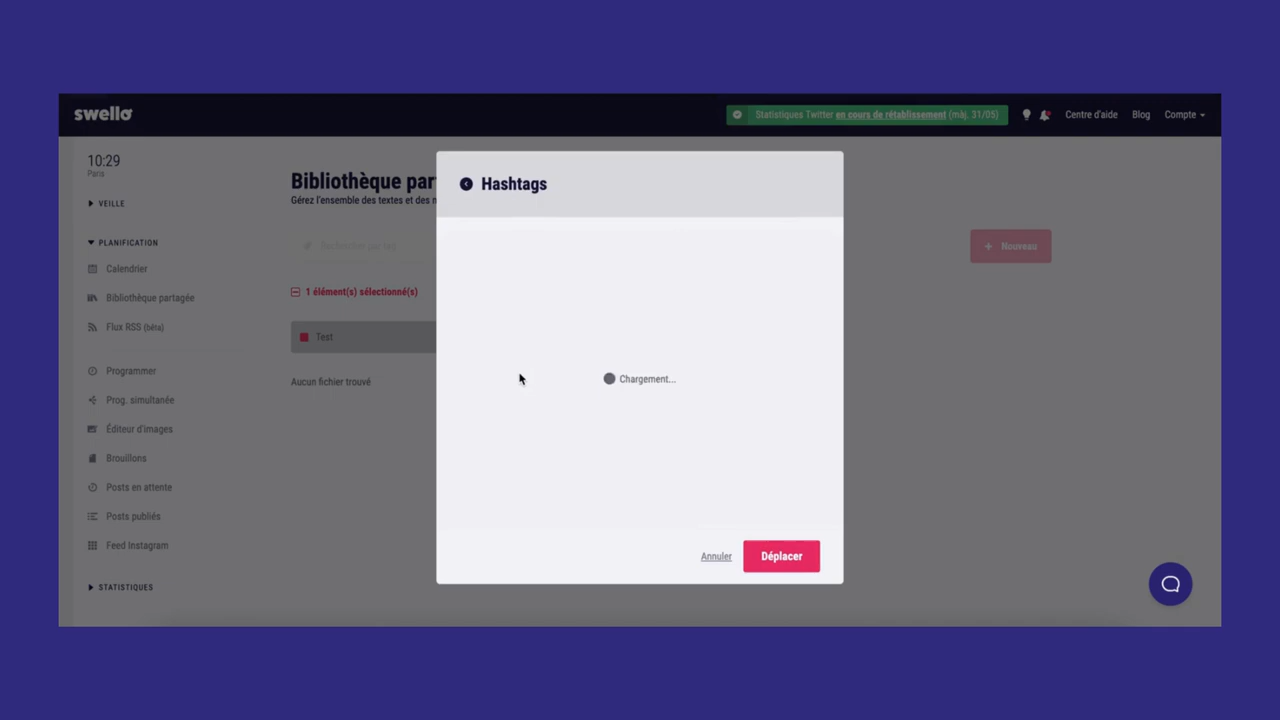 swello
Statistiques Twitter en cours de rétablissement (màj. 31/05)
Centre d'aide
Blog
Compte
10:29
Paris
VEILLE
PLANIFICATION
Calendrier
Bibliothèque partagée
Flux RSS (bêta)
Programmer
Prog. simultanée
Éditeur d'images
Brouillons
Posts en attente
Posts publiés
Feed Instagram
STATISTIQUES
Bibliothèque par
Gérez l'ensemble des textes et des
Rechercher par
+ Nouveau
1 élément(s) sélectionné(s)
Test
Aucun fichier trouvé
Hashtags
Chargement...
Annuler
Déplacer